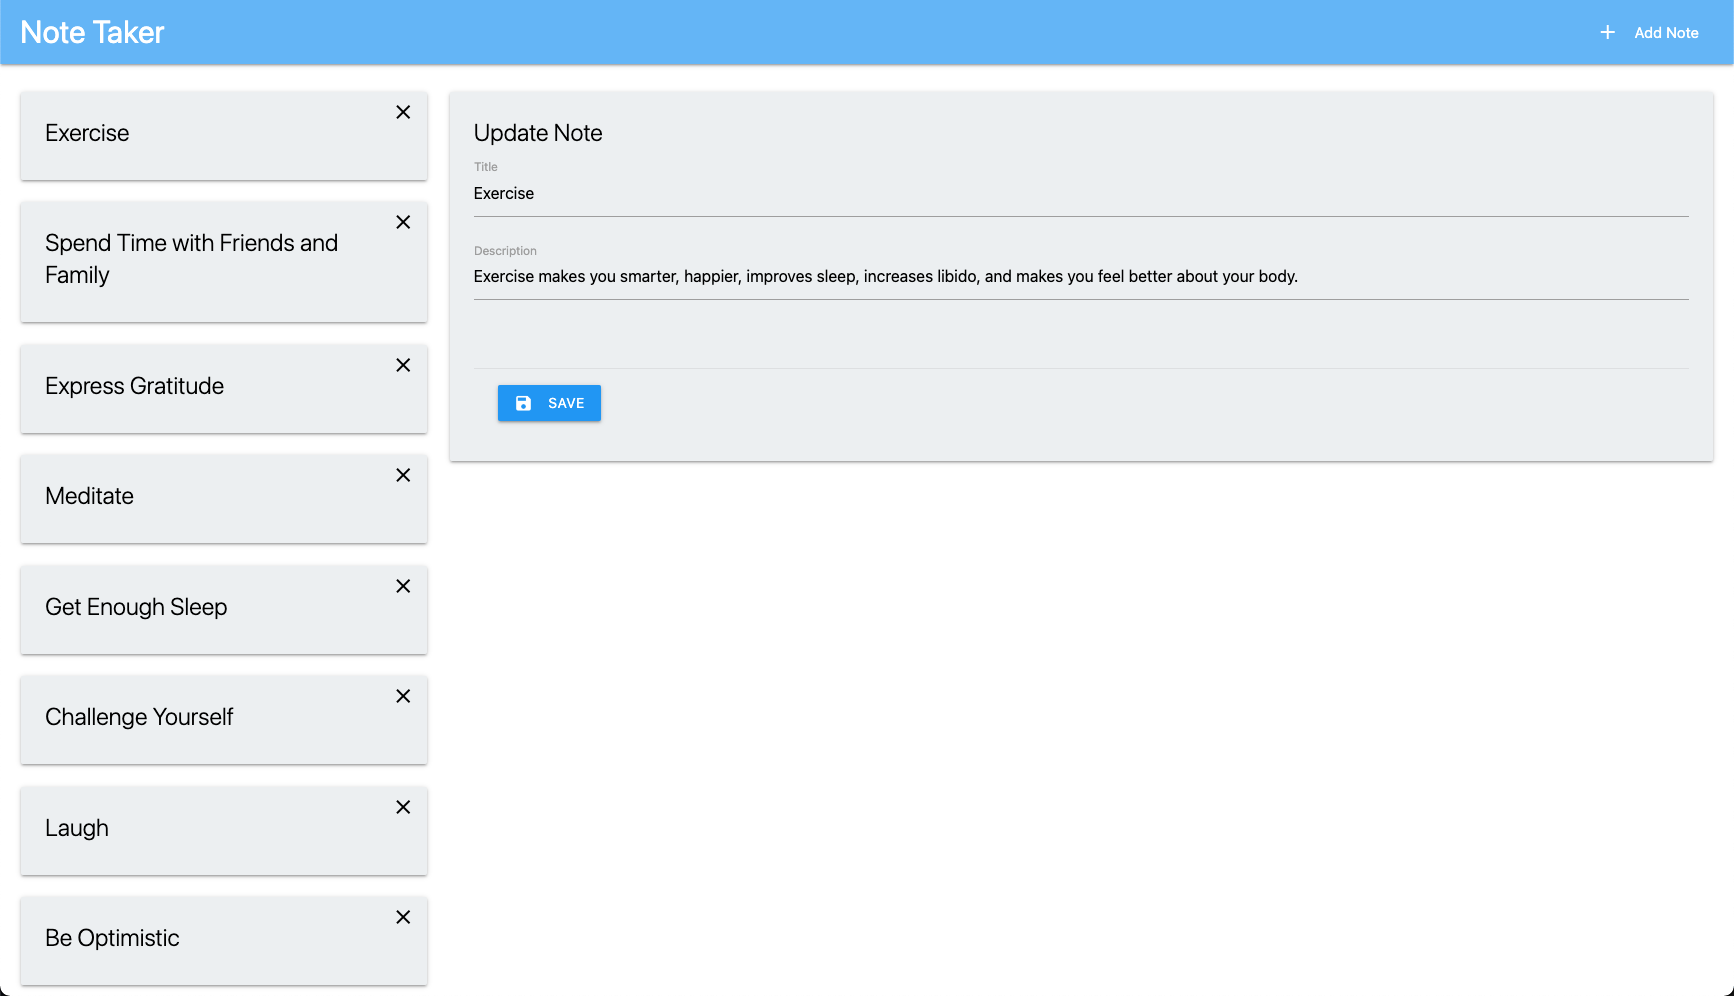 Note Taker
Add Note
Exercise
Spend Time with Friends and
Family
Express Gratitude
Meditate
Get Enough Sleep
Challenge Yourself
Laugh
Be Optimistic
Update Note
Title
Exercise
Description
Exercise makes you smarter, happier, improves sleep, increases libido, and makes you feel better about your body.
SAVE